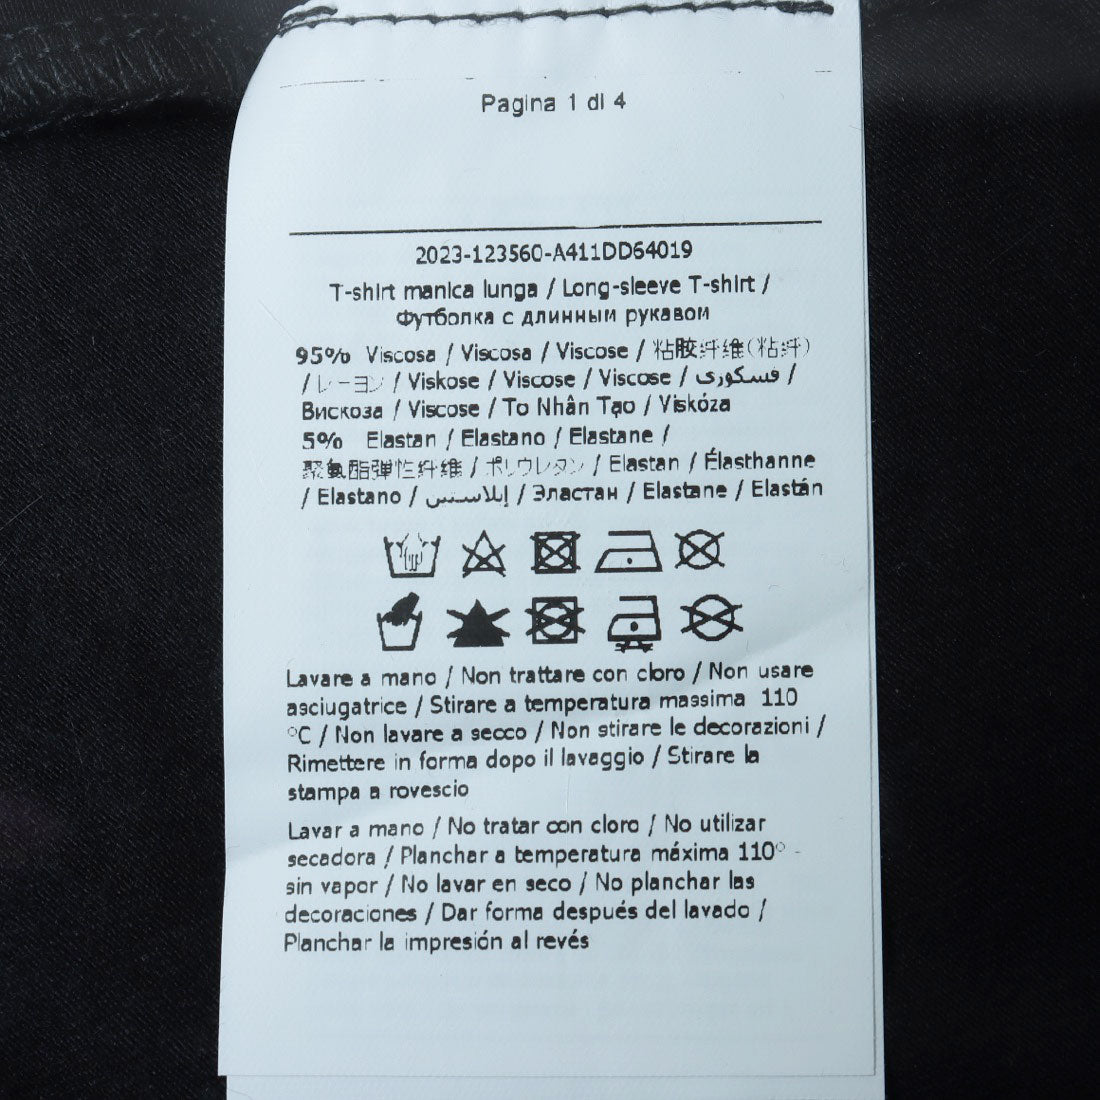 Pagina 1 di 4
2023-123560-A411DD64019
T-shirt manica lunga / Long-sleeve T-shirt /
Футболка с длинным рукавом
95% Viscosa / Viscosa / Viscose / 粘胶纤维(粘纤)
/ レーヨン / Viskose / Viscose / Viscose / فسكوزى /
Вискоза / Viscose / To Nhân Tạo / Viskóza
5% Elastan / Elastano / Elastane /
聚氨酯弹性纤维 / ポリウレタン / Elastan / Élasthanne
/ Elastano / إيلاستين / Эластан / Elastane / Elastán
Lavare a mano / Non trattare con cloro / Non usare
asciugatrice / Stirare a temperatura massima 110
°C / Non lavare a secco / Non stirare le decorazioni /
Rimettere in forma dopo il lavaggio / Stirare la
stampa a rovescio
Lavar a mano / No tratar con cloro / No utilizar
secadora / Planchar a temperatura máxima 110° -
sin vapor / No lavar en seco / No planchar las
decoraciones / Dar forma después del lavado /
Planchar la impresión al revés